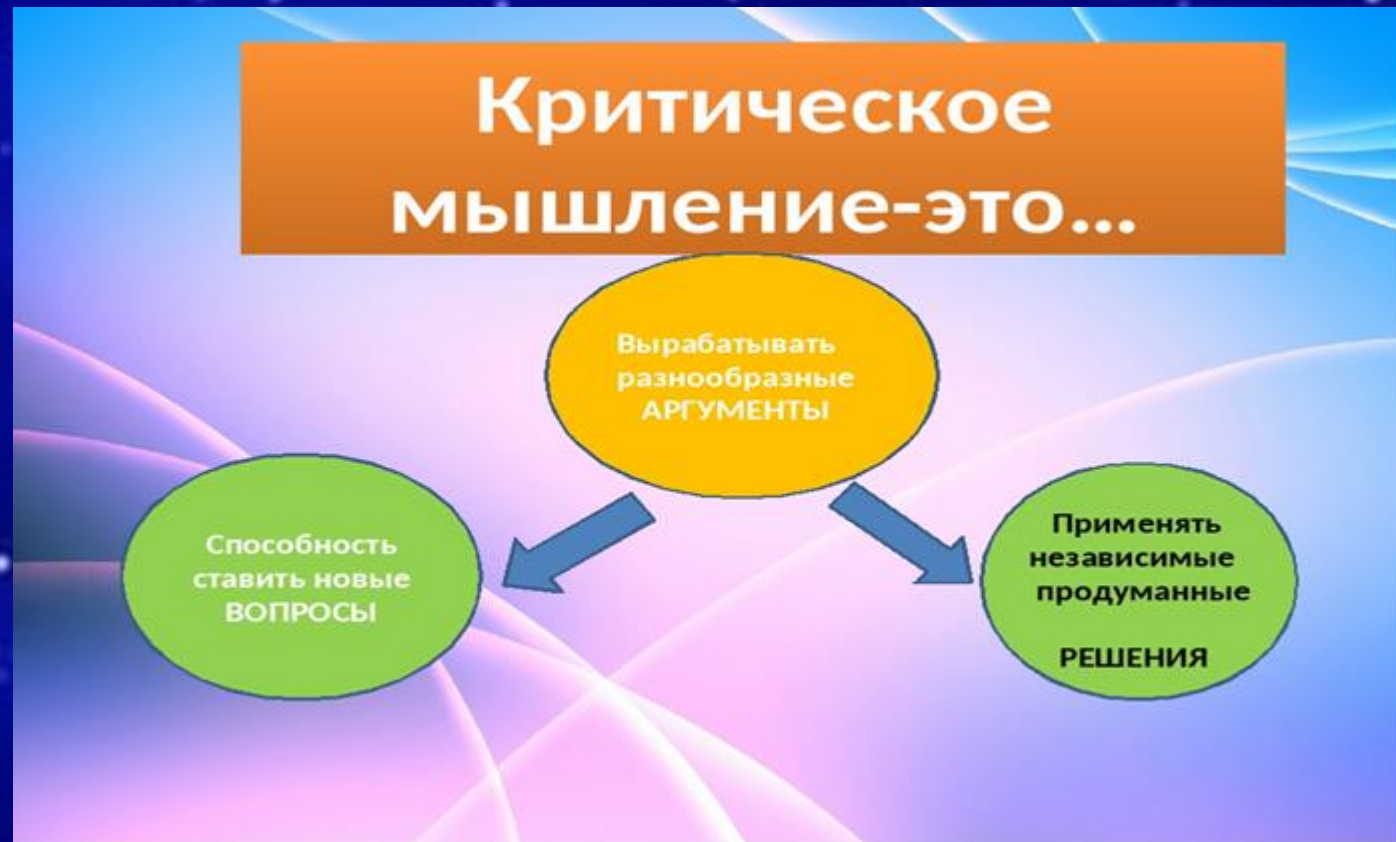 Критическое
мышление-это...
Вырабатывать
разнообразные
АРГУМЕНТЫ
Способность
ставить новые
ВОПРОСЫ
Применять
независимые
продуманные
РЕШЕНИЯ